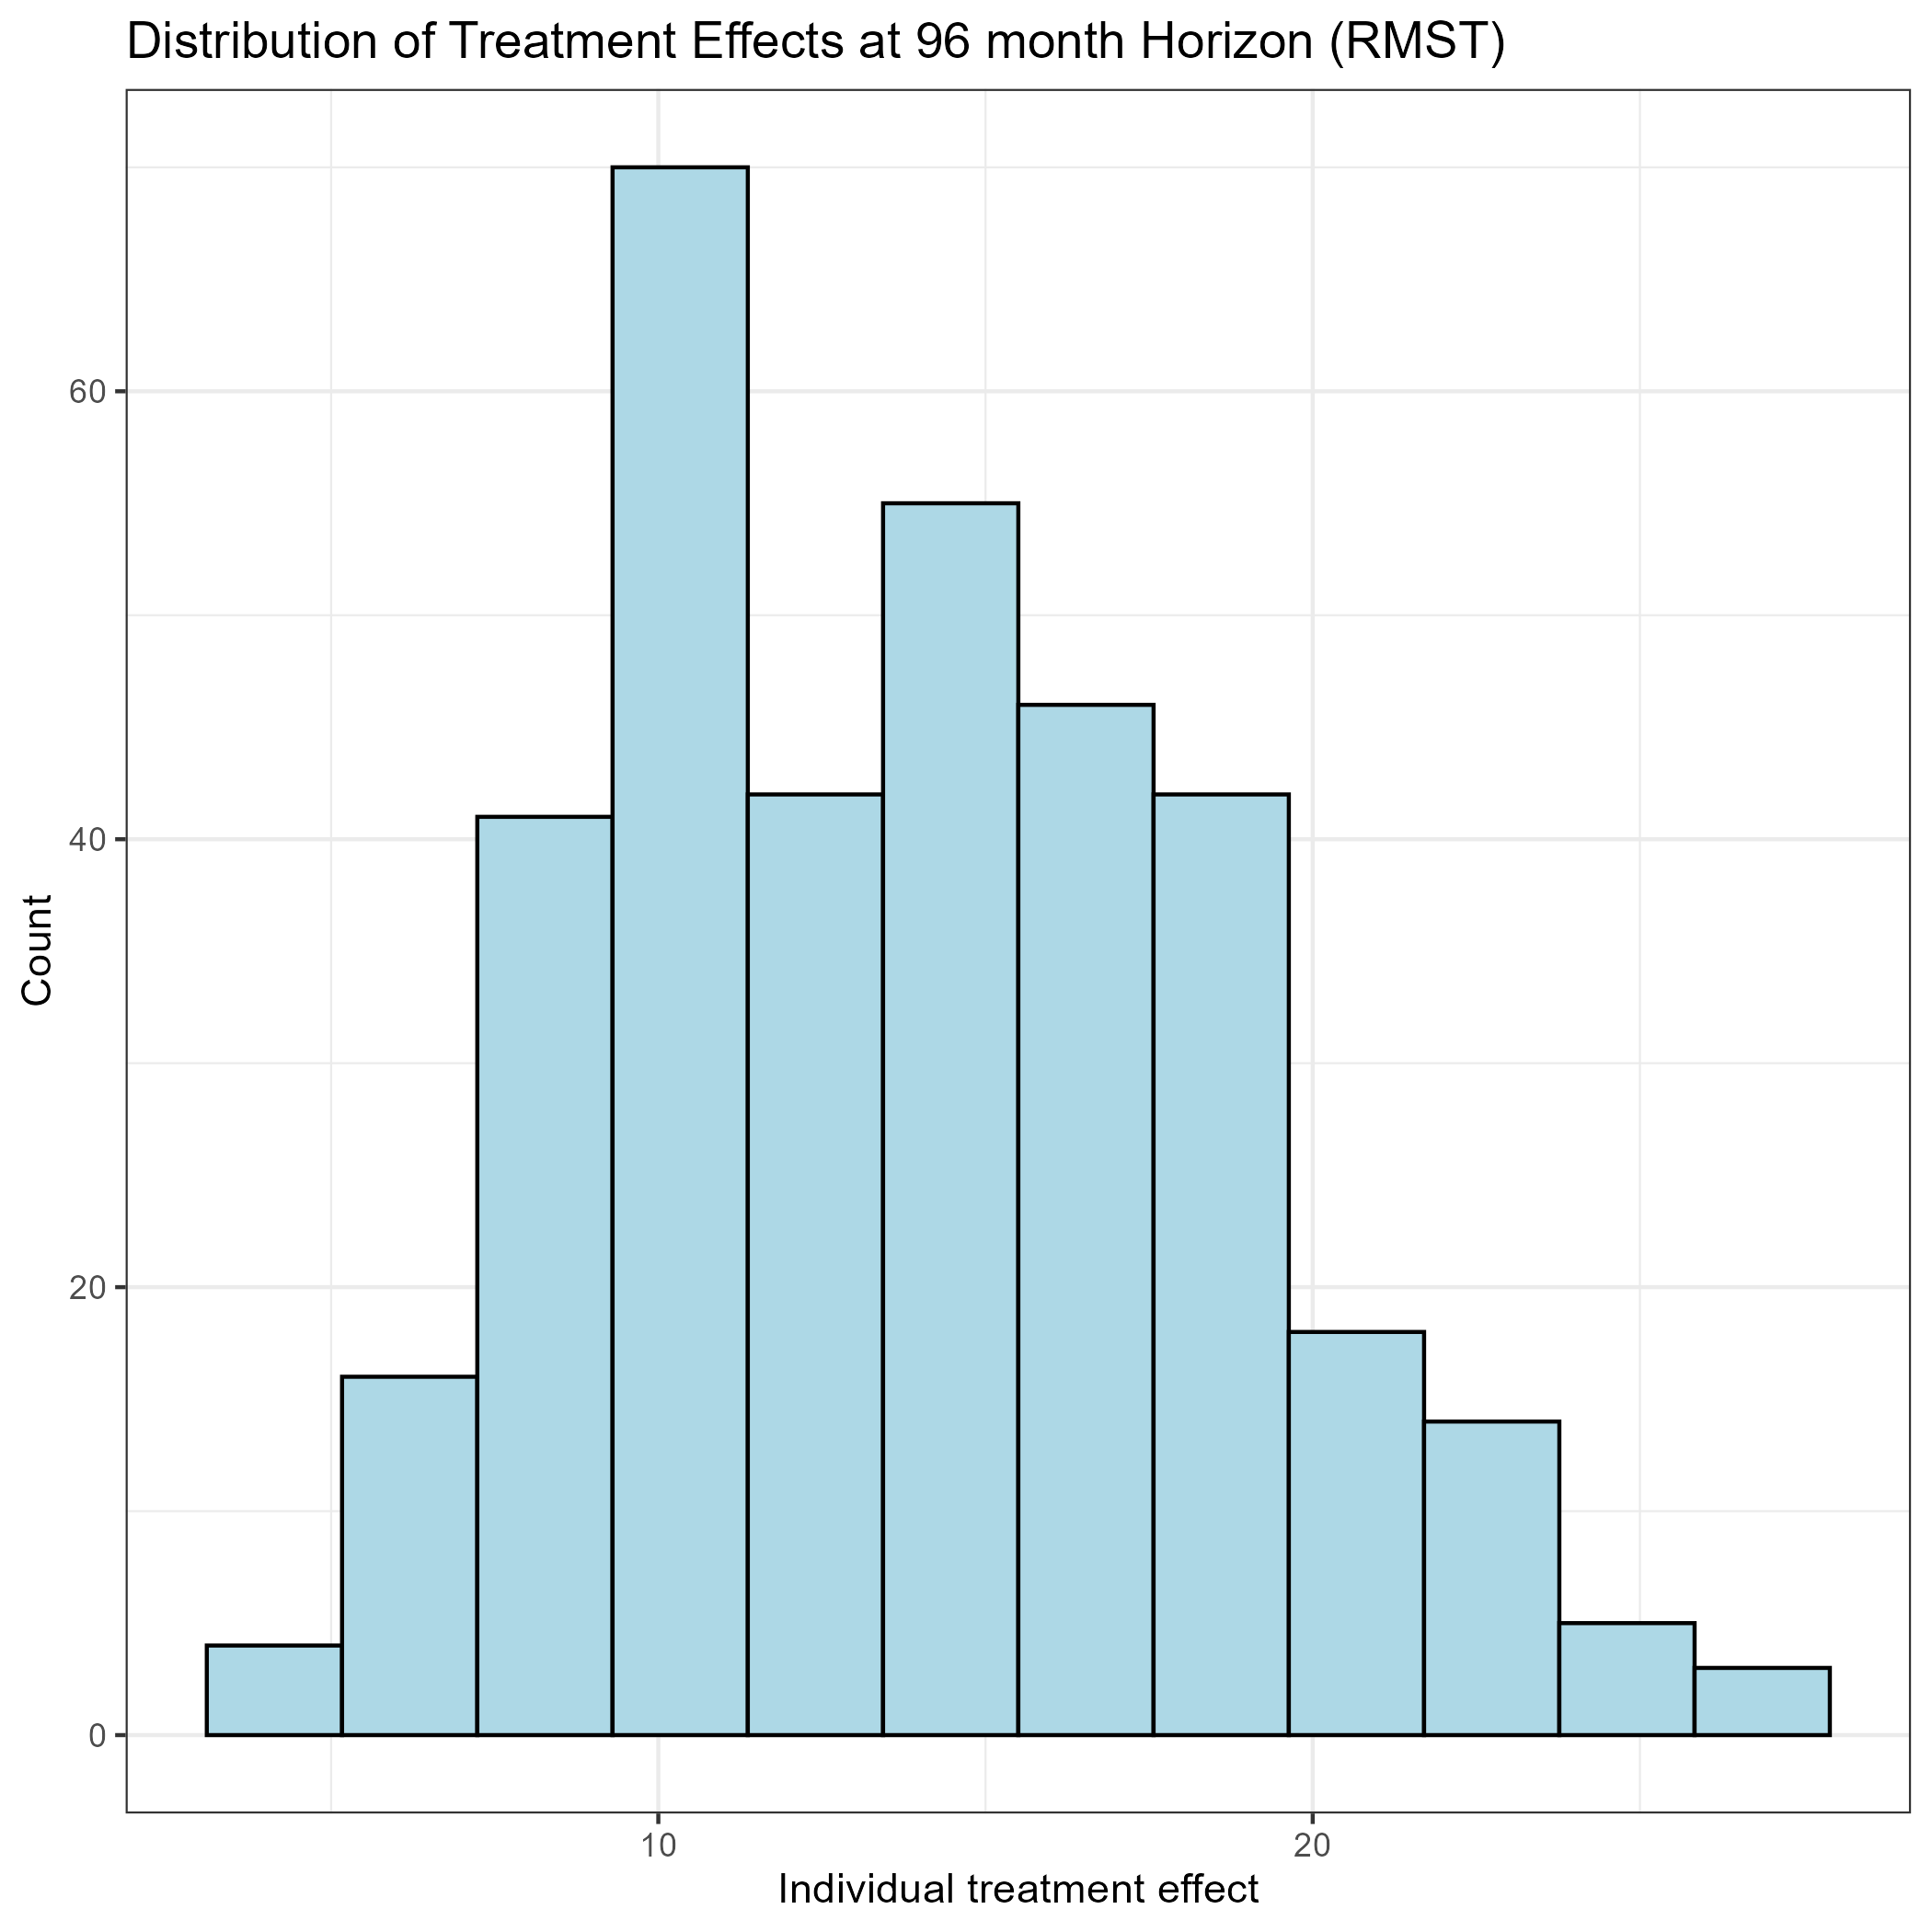 Distribution of Treatment Effects at 96 month Horizon (RMST)
60
40
20
0
Count
10
20
Individual treatment effect